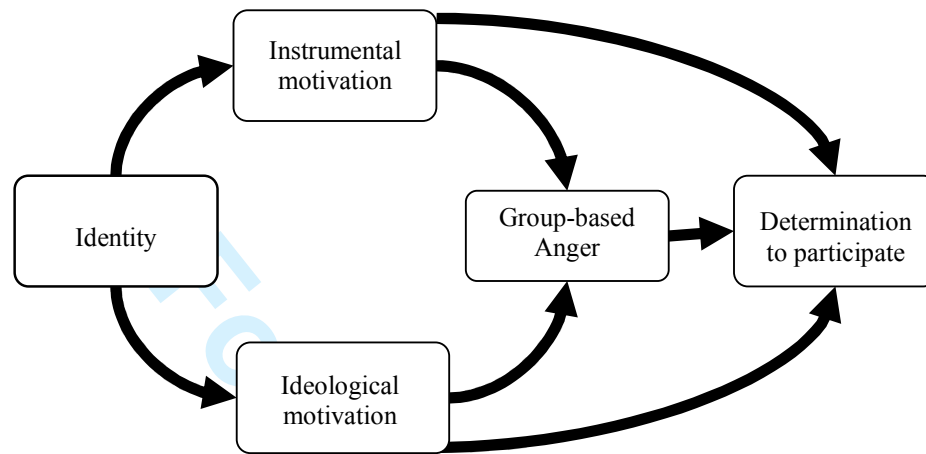 Instrumental
motivation
Identity
Group-based
Anger
Determination
to participate
Ideological
motivation